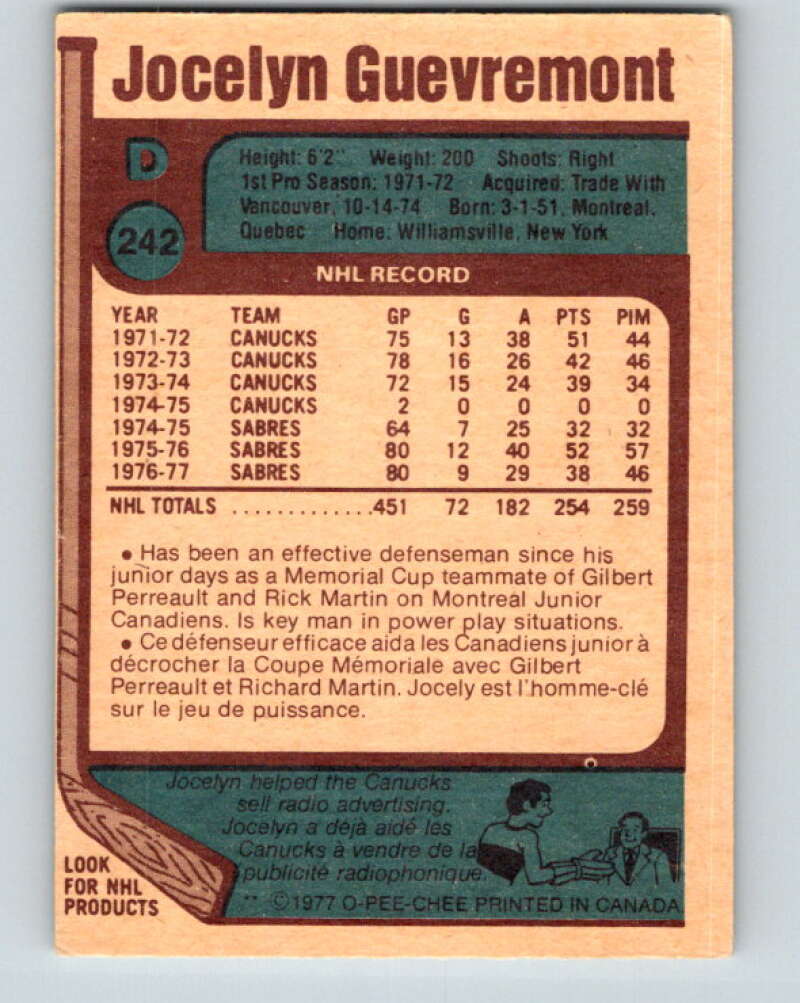 Jocelyn Guevremont
D
242
Height: 6'2" Weight: 200 Shoots: Right
1st Pro Season: 1971-72 Acquired: Trade With
Vancouver, 10-14-74 Born: 3-1-51, Montreal,
Quebec Home: Williamsville, New York
NHL RECORD
YEAR TEAM GP G A PTS PIM
1971-72 CANUCKS 75 13 38 51 44
1972-73 CANUCKS 78 16 26 42 46
1973-74 CANUCKS 72 15 24 39 34
1974-75 CANUCKS 2 0 0 0 0
1974-75 SABRES 64 7 25 32 32
1975-76 SABRES 80 12 40 52 57
1976-77 SABRES 80 9 29 38 46
NHL TOTALS .............451 72 182 254 259
• Has been an effective defenseman since his
junior days as a Memorial Cup teammate of Gilbert
Perreault and Rick Martin on Montreal Junior
Canadiens. Is key man in power play situations.
• Ce défenseur efficace aida les Canadiens junior à
décrocher la Coupe Mémoriale avec Gilbert
Perreault et Richard Martin. Jocely est l'homme-clé
sur le jeu de puissance.
Jocelyn helped the Canucks
sell radio advertising.
Jocelyn a déjà aidé les
Canucks à vendre de la
publicité radiophonique.
LOOK
FOR NHL
PRODUCTS
** ©1977 O-PEE-CHEE PRINTED IN CANADA